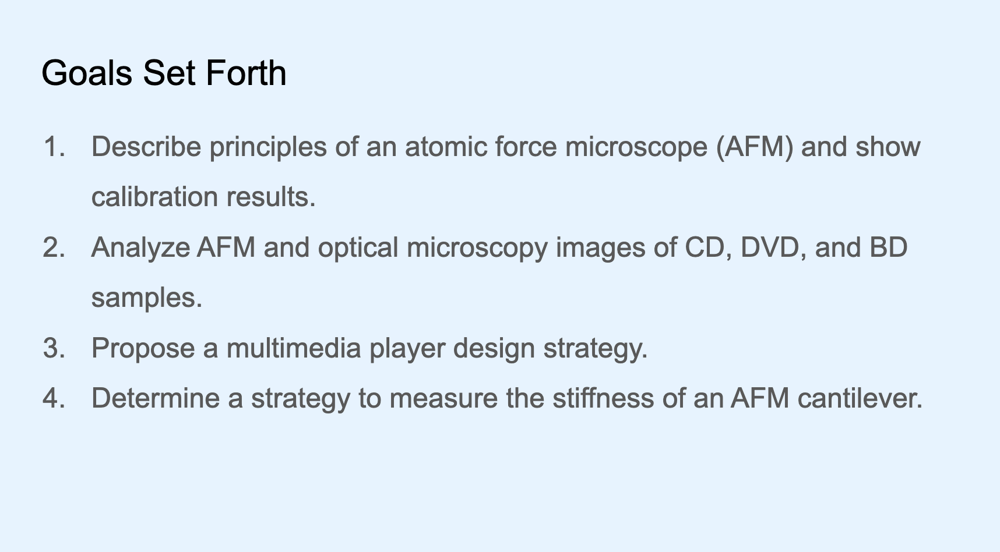 Goals Set Forth
1. Describe principles of an atomic force microscope (AFM) and show
calibration results.
2. Analyze AFM and optical microscopy images of CD, DVD, and BD
samples.
3. Propose a multimedia player design strategy.
4. Determine a strategy to measure the stiffness of an AFM cantilever.